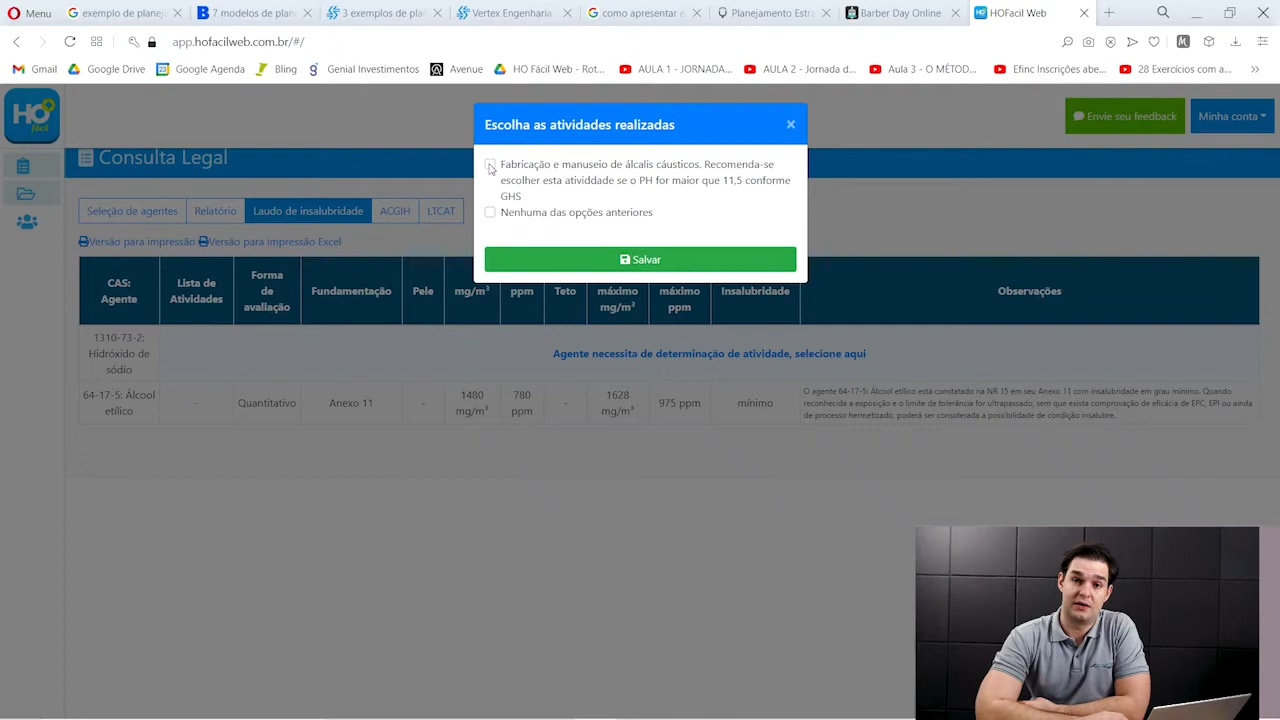 Menu
exemplo de planej
7 modelos de plan
3 exemplos de plan
Vertex Engenharia
como apresentar e
Planejamento Estra
Barber Day Online
HOFacil Web
app.hofacilweb.com.br/#/
Gmail
Google Drive
Google Agenda
Bling
Genial Investimentos
Avenue
HO Fácil Web - Rot...
AULA 1 - JORNADA...
AULA 2 - Jornada d...
Aula 3 - O MÉTOD...
Efinc Inscrições abe...
28 Exercícios com a...
HO
fácil
Envie seu feedback
Minha conta
Consulta Legal
Seleção de agentes
Relatório
Laudo de insalubridade
ACGIH
LTCAT
Versão para impressão
Versão para impressão Excel
Escolha as atividades realizadas
×
Fabricação e manuseio de álcalis cáusticos. Recomenda-se
escolher esta atividdade se o PH for maior que 11,5 conforme
GHS
Nenhuma das opções anteriores
Salvar
CAS:
Agente
Lista de
Atividades
Forma
de
avaliação
Fundamentação
Pele
mg/m³
ppm
Teto
máximo
mg/m³
máximo
ppm
Insalubridade
Observações
1310-73-2:
Hidróxido de
sódio
Agente necessita de determinação de atividade, selecione aqui
64-17-5: Álcool
etílico
-
Quantitativo
Anexo 11
-
1480
mg/m³
780
ppm
-
1628
mg/m³
975 ppm
mínimo
O agente 64-17-5: Álcool etílico está constatado na NR 15 em seu Anexo 11 com insalubridade em grau mínimo. Quando
reconhecida a exposição e o limite de tolerância for ultrapassado, sem que exista comprovação de eficácia de EPC, EPI ou ainda
de processo hermetizado, poderá ser considerada a possibilidade de condição insalubre.